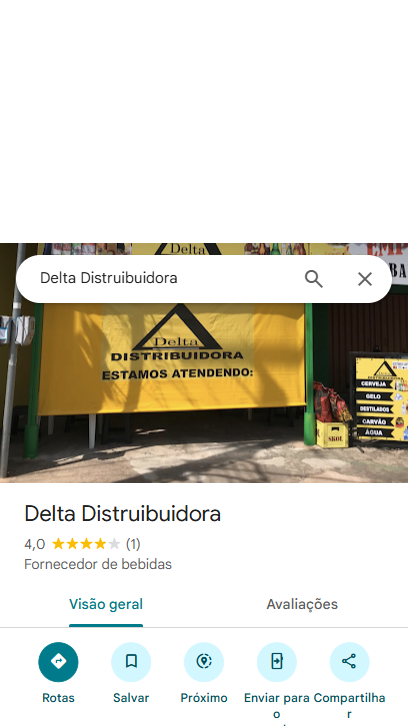 Delta
Delta Distruibuidora
Delta
DISTRIBUIDORA
ESTAMOS ATENDENDO:
CERVEJA
GELO
DESTILADOS
CARVÃO
ÁGUA
SKOL
Delta Distruibuidora
4,0 (1)
Fornecedor de bebidas
Visão geral
Avaliações
Rotas
Salvar
Próximo
Enviar para
o
Compartilha
r